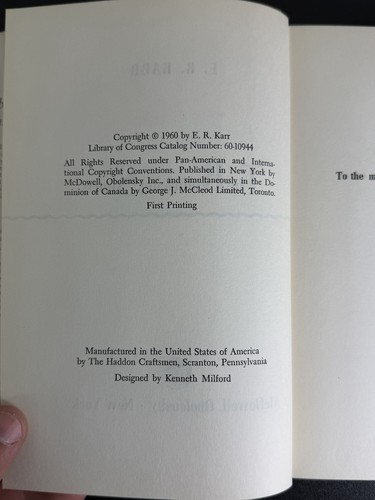 Copyright © 1960 by E. R. Karr
Library of Congress Catalog Number: 60-10944
All Rights Reserved under Pan-American and Interna-
tional Copyright Conventions. Published in New York by
McDowell, Obolensky Inc., and simultaneously in the Do-
minion of Canada by George J. McCleod Limited, Toronto.
First Printing
To the m
Manufactured in the United States of America
by The Haddon Craftsmen, Scranton, Pennsylvania
Designed by Kenneth Milford